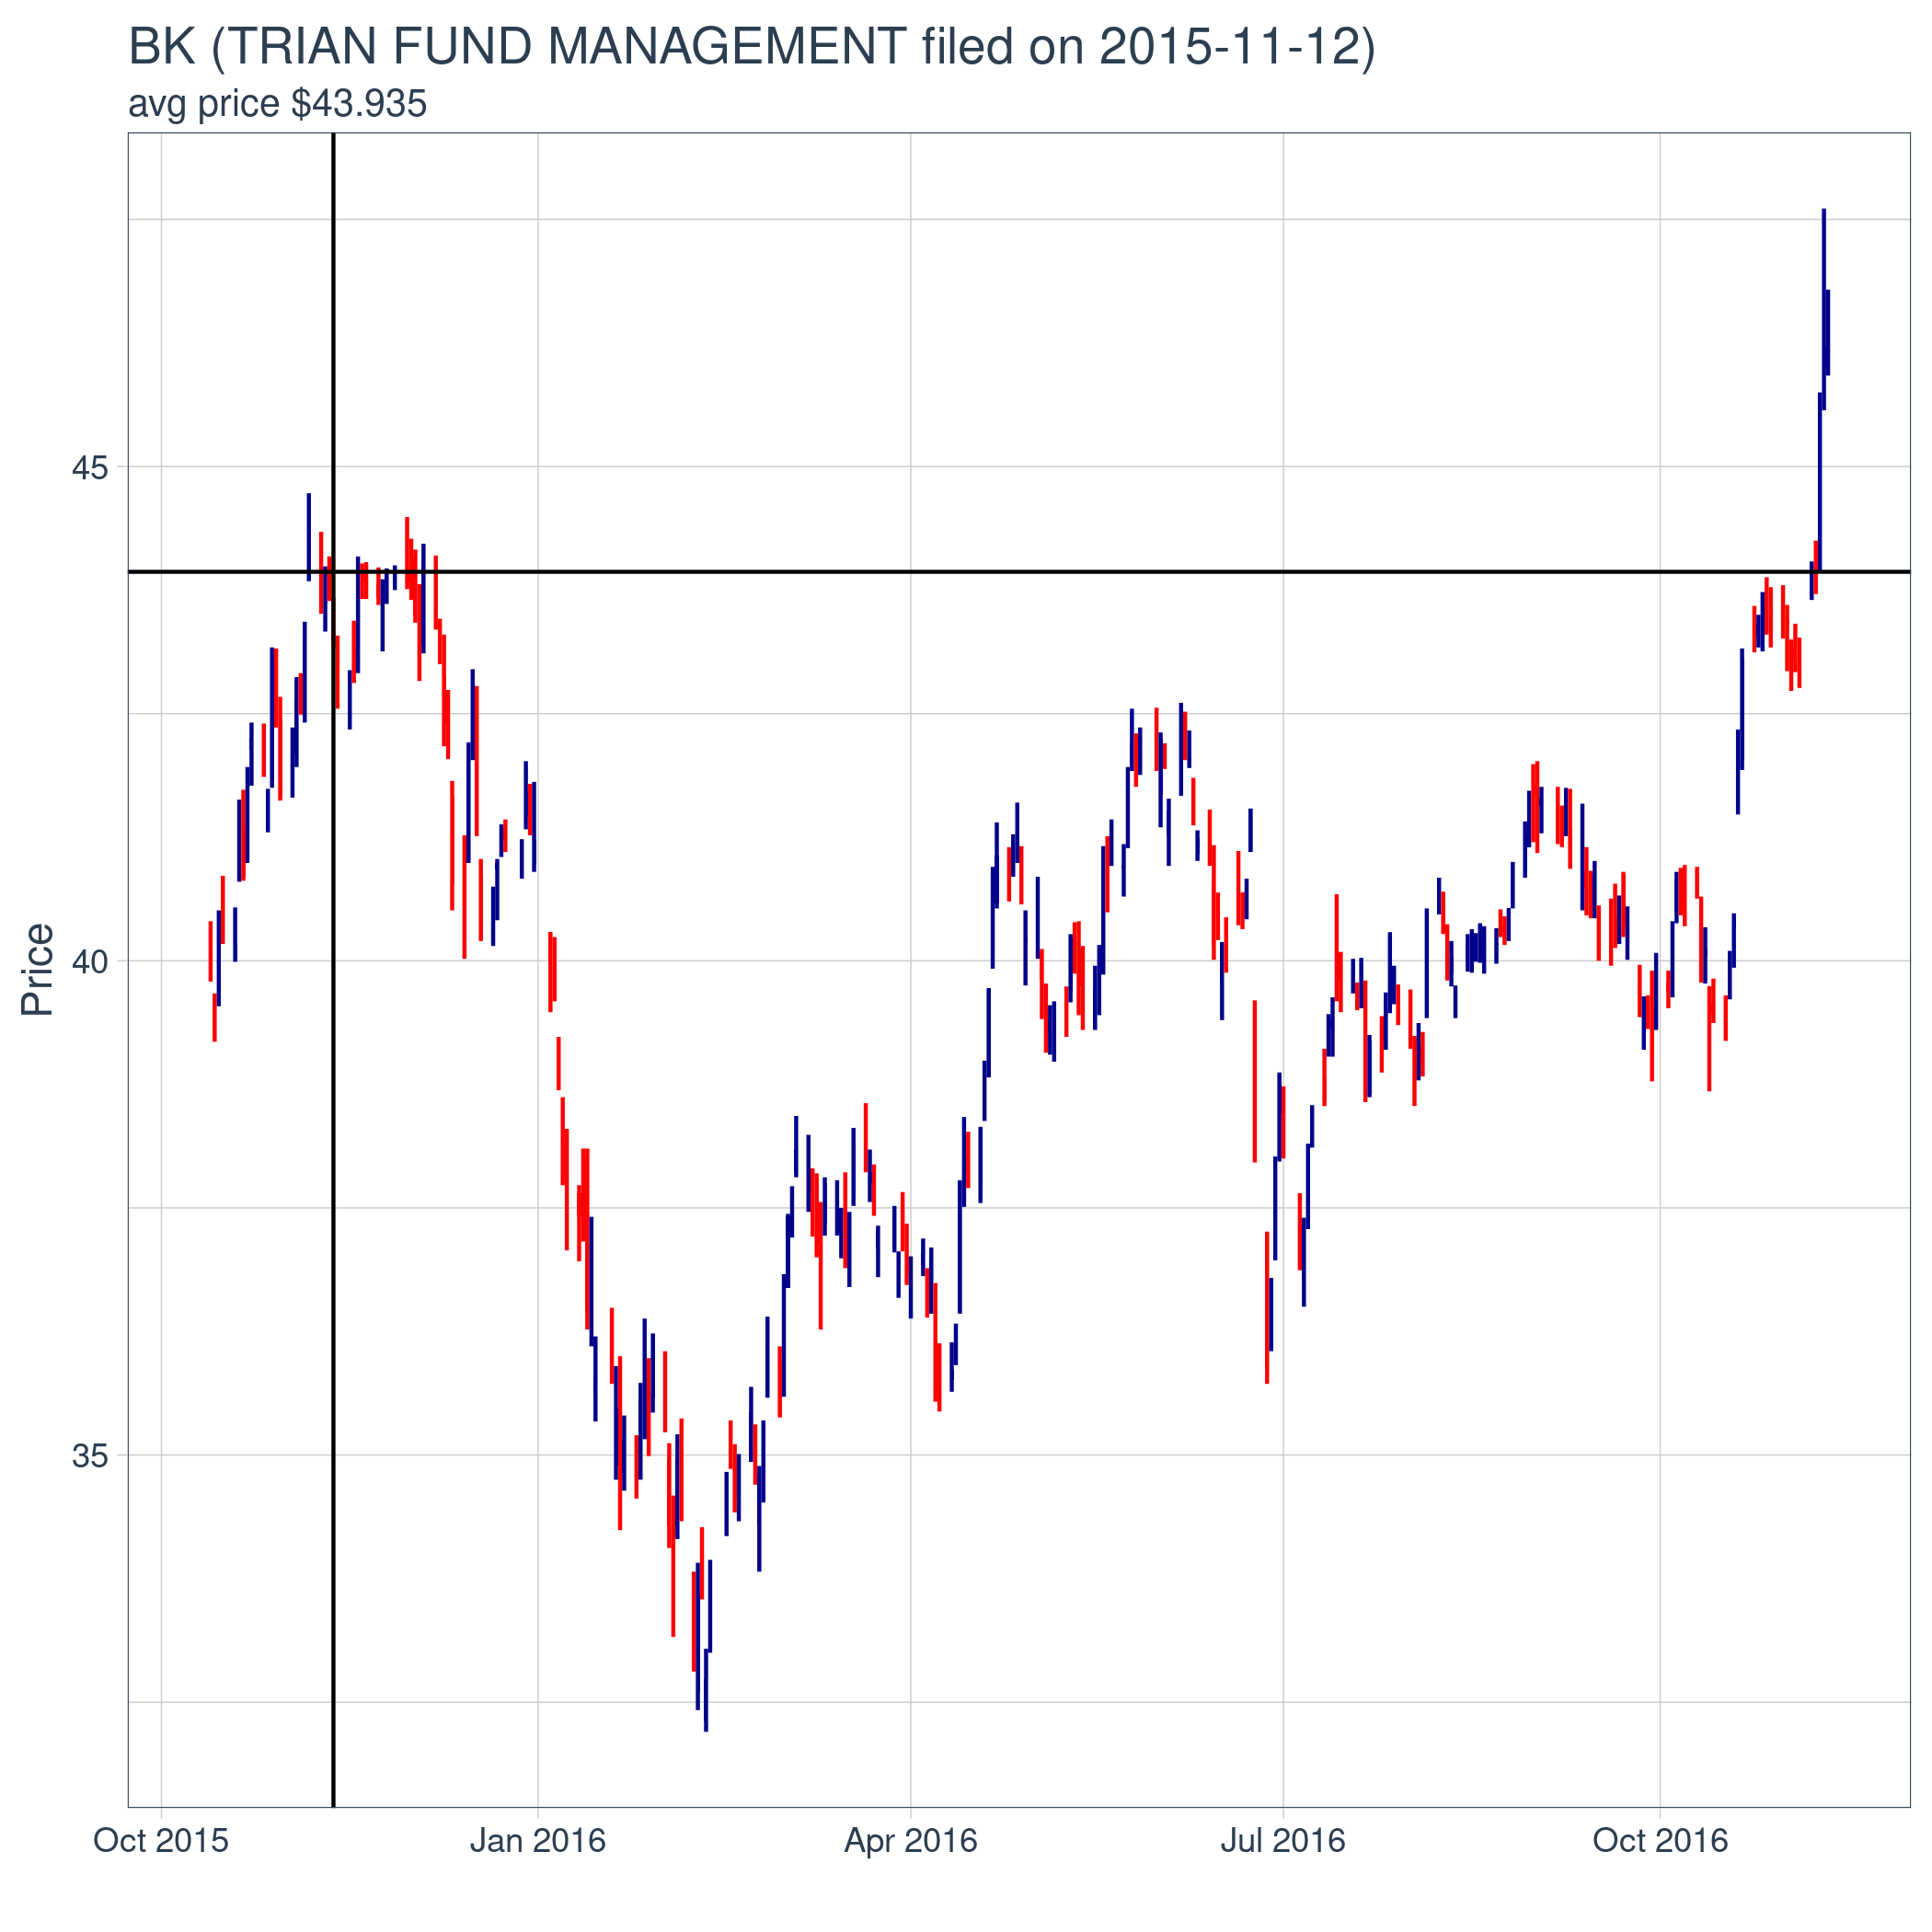 BK (TRIAN FUND MANAGEMENT filed on 2015-11-12)
avg price $43.935
45
40
35
Price
Oct 2015
Jan 2016
Apr 2016
Jul 2016
Oct 2016